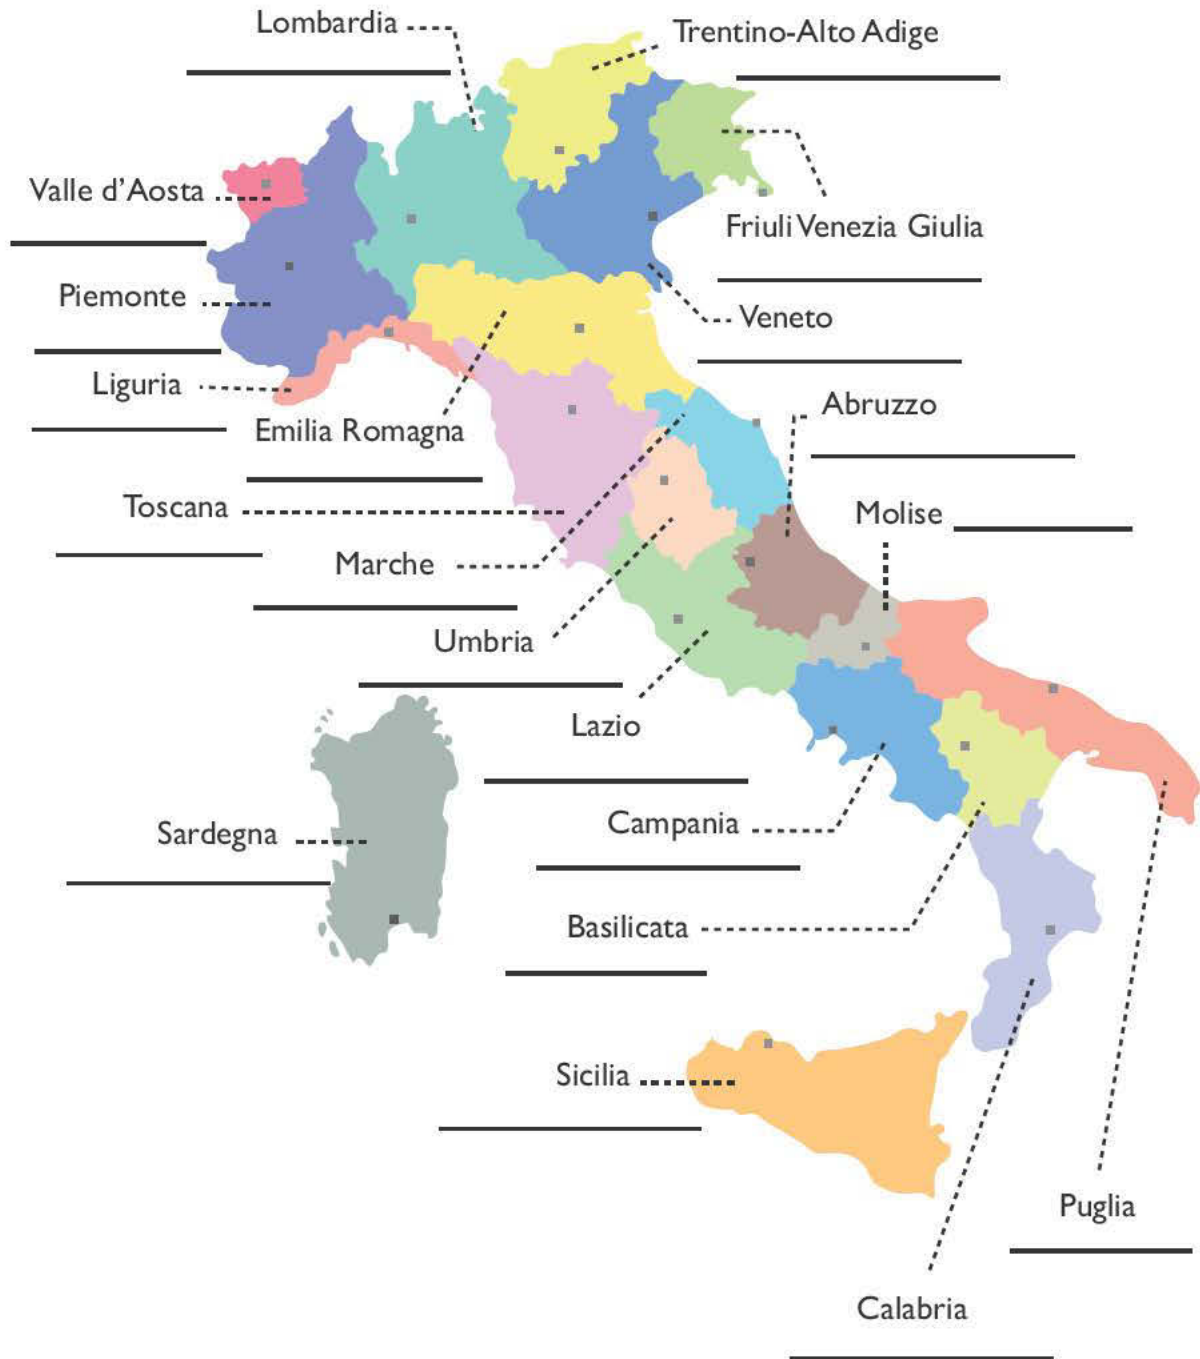 Lombardia
Trentino-Alto Adige
Valle d'Aosta
Friuli Venezia Giulia
Piemonte
Veneto
Liguria
Abruzzo
Emilia Romagna
Toscana
Molise
Marche
Umbria
Lazio
Campania
Sardegna
Basilicata
Sicilia
Puglia
Calabria